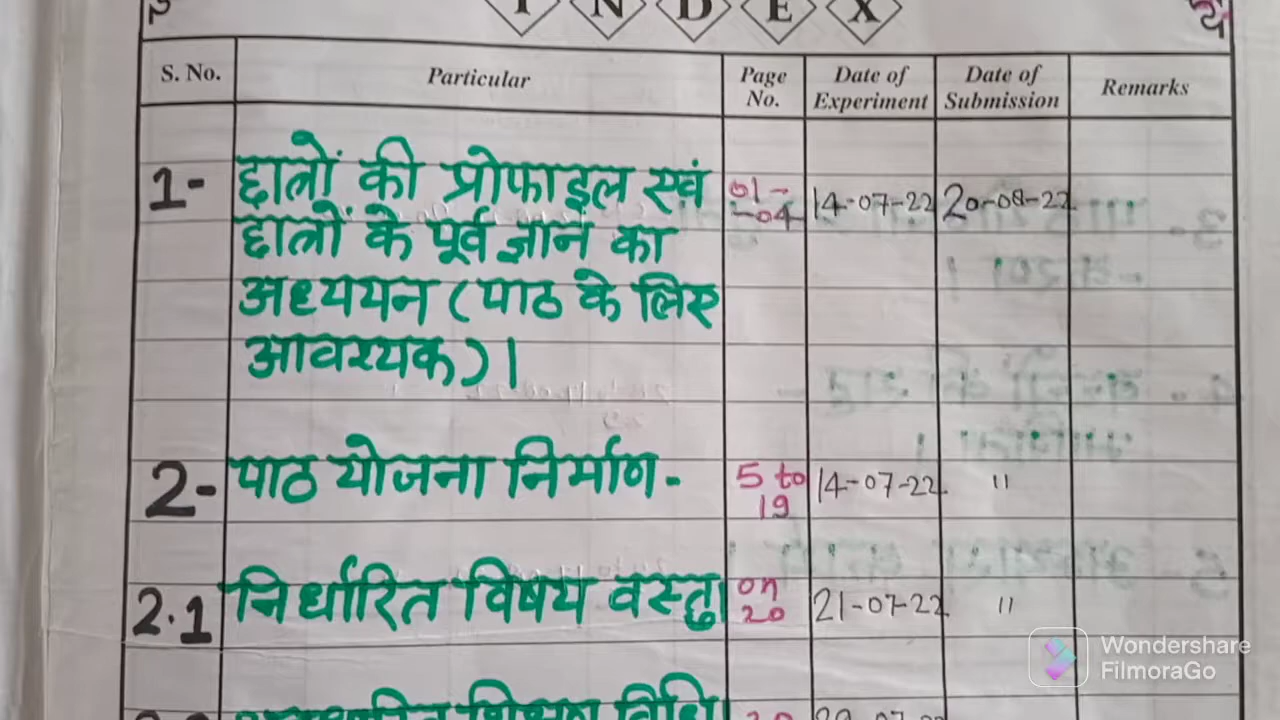 INDEX
S. No. Particular Page No. Date of Experiment Date of Submission Remarks
1- छात्रों की प्रोफाइल एवं 01- 14-07-22 20-08-22
छात्रों के पूर्व ज्ञान का -04
अध्ययन (पाठ के लिए
आवश्यक)।
2- पाठ योजना निर्माण- 5 to 19 14-07-22 "
2.1 निर्धारित विषय वस्तु। on 20 21-07-22 "
Wondershare
FilmoraGo